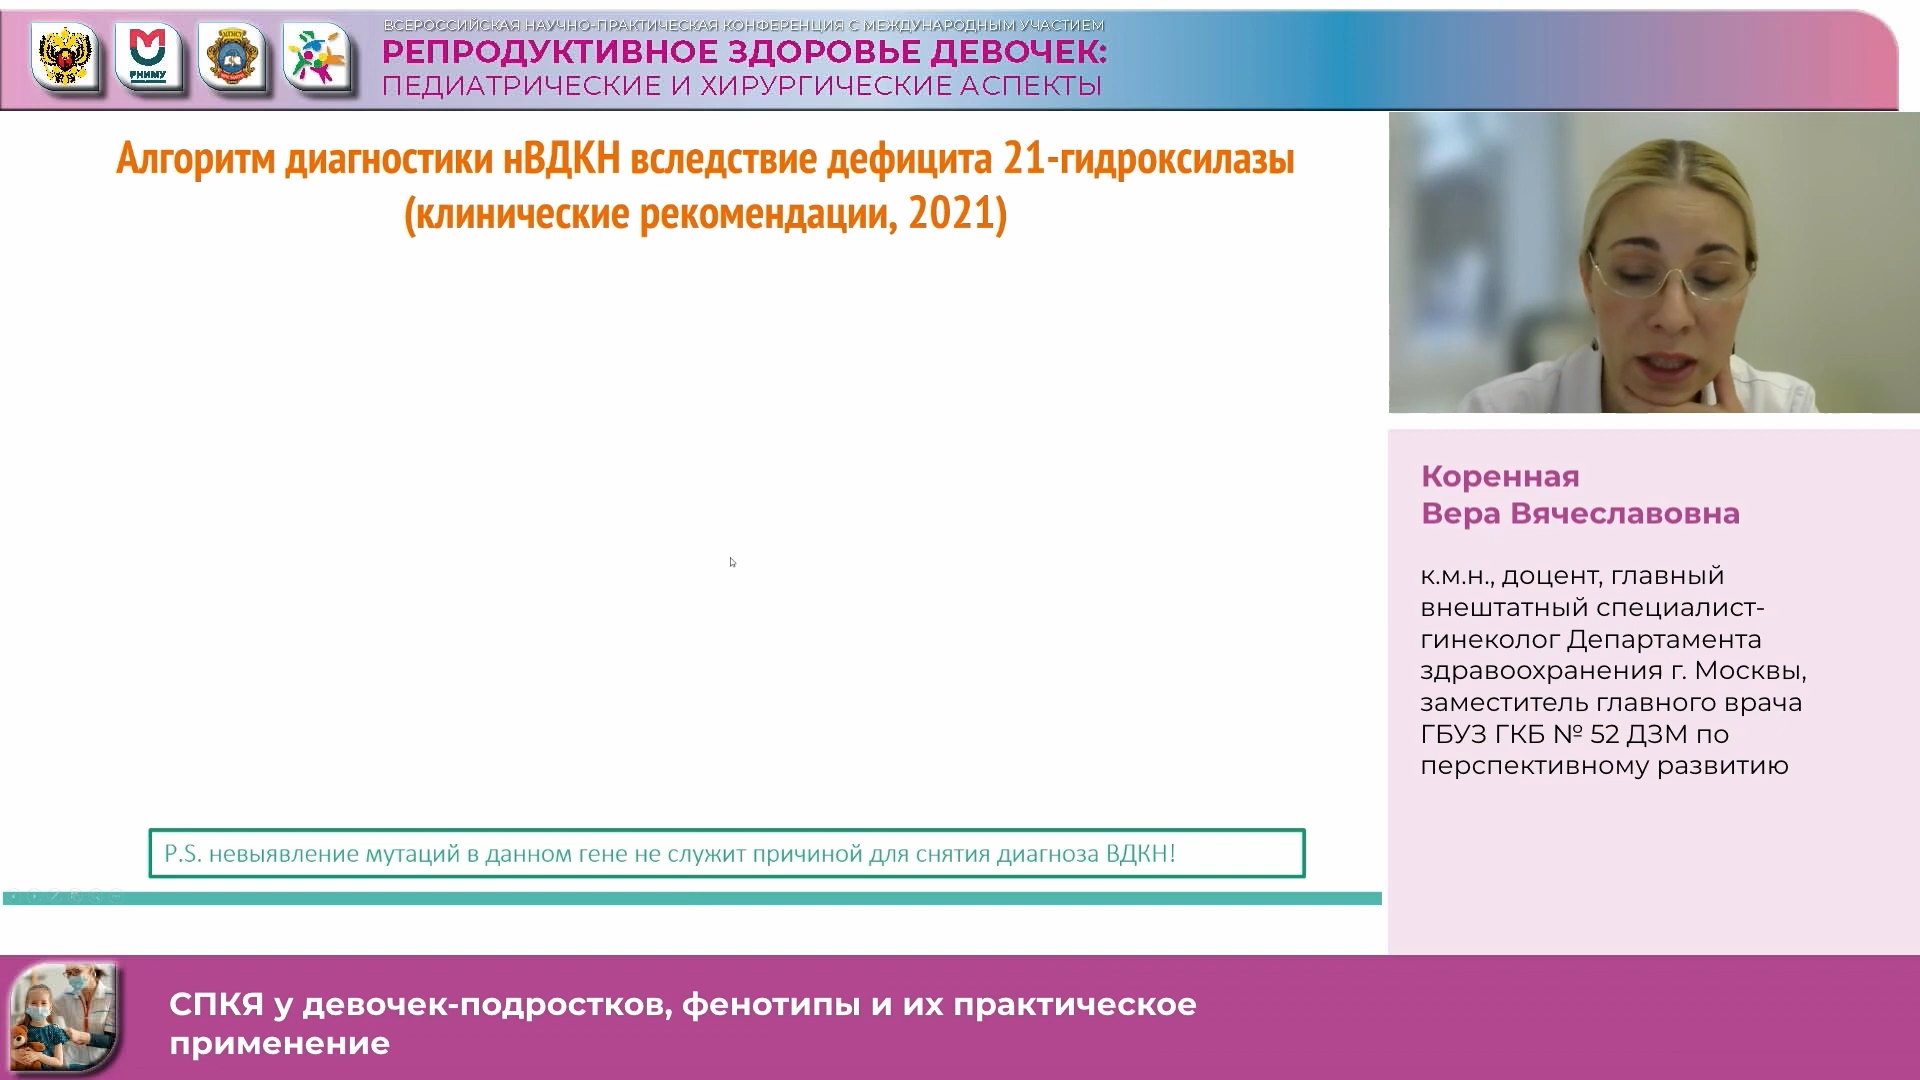 ВСЕРОССИЙСКАЯ НАУЧНО-ПРАКТИЧЕСКАЯ КОНФЕРЕНЦИЯ С МЕЖДУНАРОДНЫМ УЧАСТИЕМ
РЕПРОДУКТИВНОЕ ЗДОРОВЬЕ ДЕВОЧЕК:
ПЕДИАТРИЧЕСКИЕ И ХИРУРГИЧЕСКИЕ АСПЕКТЫ
РНИМУ
Алгоритм диагностики нВДКН вследствие дефицита 21-гидроксилазы
(клинические рекомендации, 2021)
P.S. невыявление мутаций в данном гене не служит причиной для снятия диагноза ВДКН!
Коренная
Вера Вячеславовна
к.м.н., доцент, главный
внештатный специалист-
гинеколог Департамента
здравоохранения г. Москвы,
заместитель главного врача
ГБУЗ ГКБ № 52 ДЗМ по
перспективному развитию
СПКЯ у девочек-подростков, фенотипы и их практическое
применение